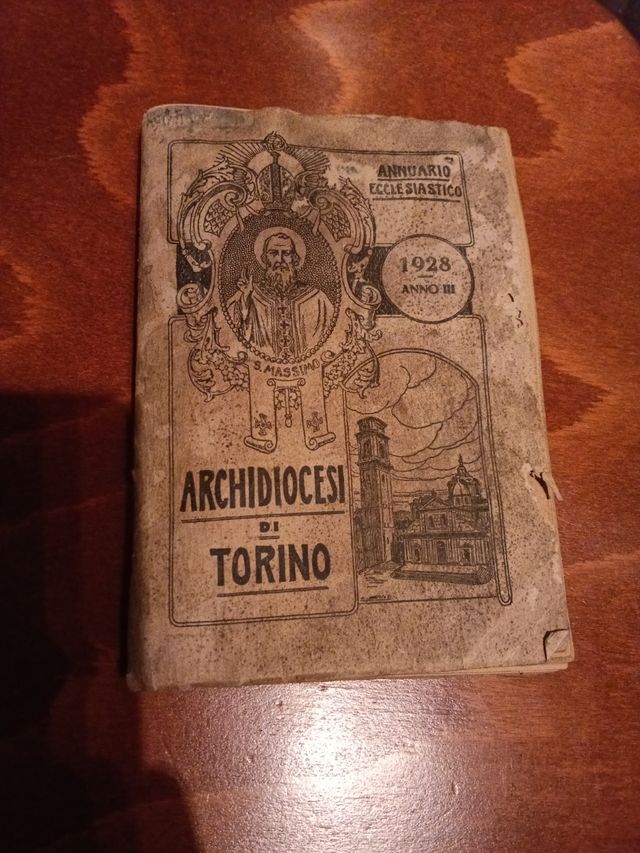 ANNUARIO
ECCLESIASTICO
1928
ANNO III
S. MASSIMO
ARCHIDIOCESI
DI
TORINO